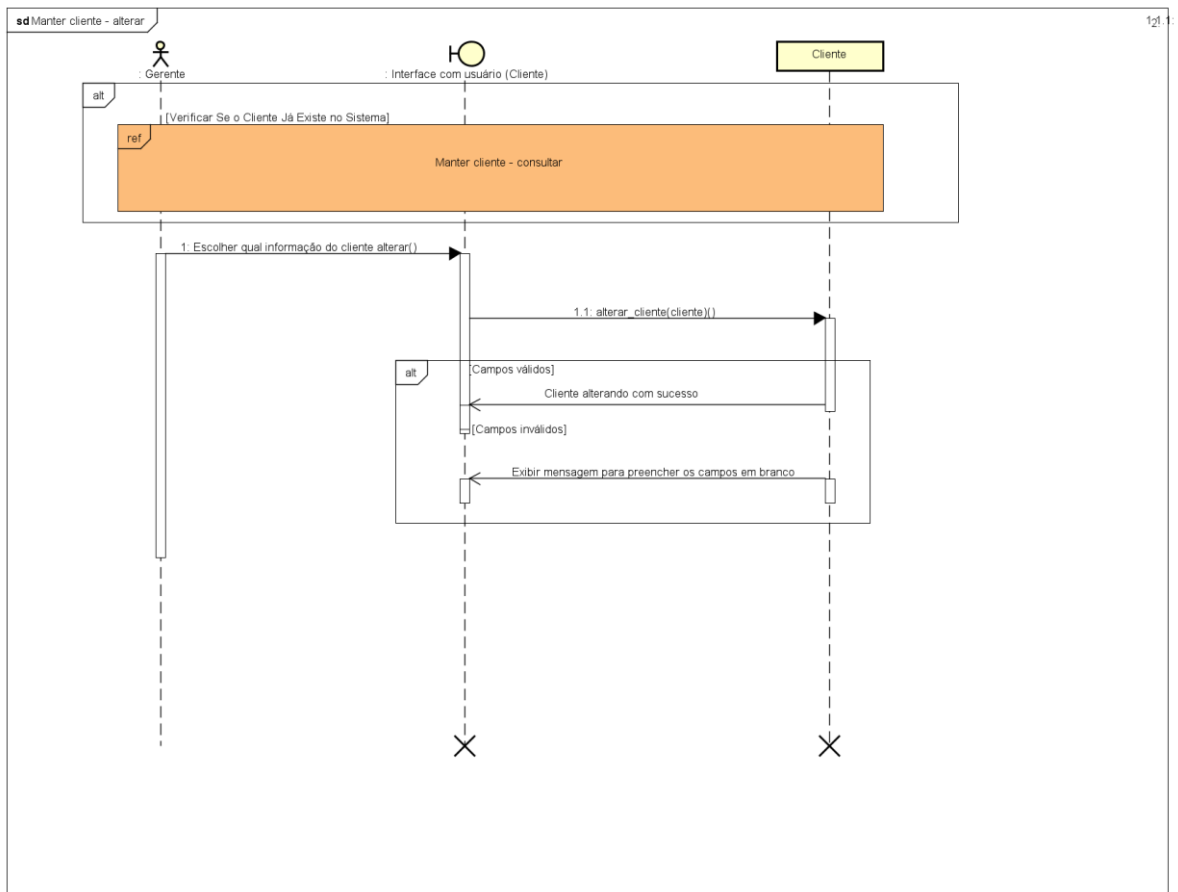 sd Manter cliente - alterar
: Gerente
: Interface com usuário (Cliente)
Cliente
alt
[Verificar Se o Cliente Já Existe no Sistema]
ref
Manter cliente - consultar
1: Escolher qual informação do cliente alterar()
1.1: alterar_cliente(cliente)()
alt
[Campos válidos]
Cliente alterando com sucesso
[Campos inválidos]
Exibir mensagem para preencher os campos em branco